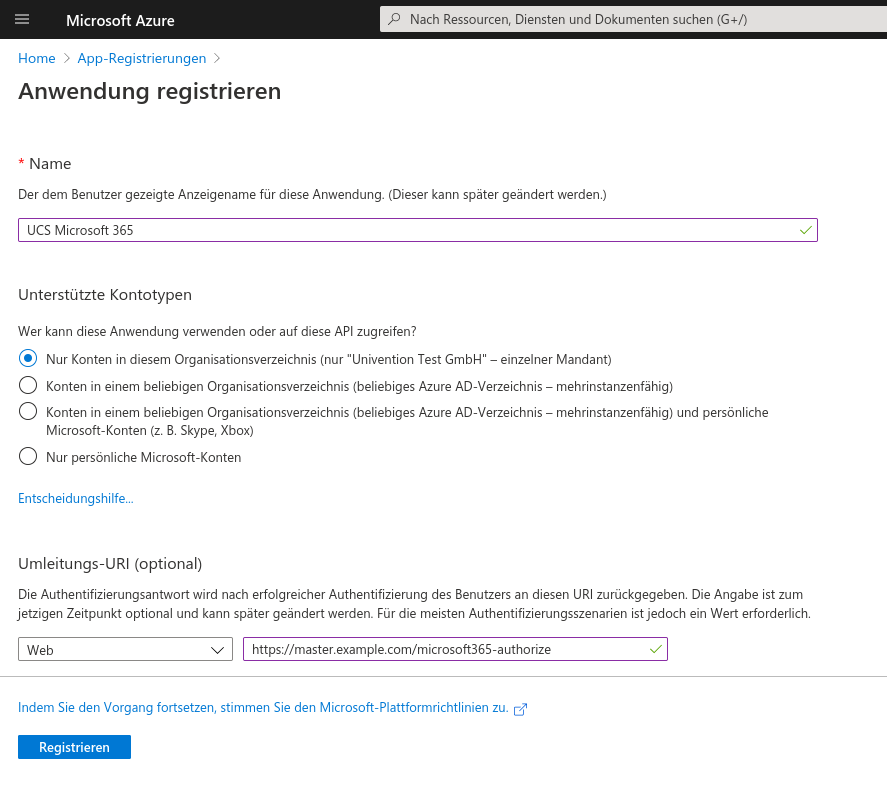 Microsoft Azure
Nach Ressourcen, Diensten und Dokumenten suchen (G+/)
Home > App-Registrierungen >
Anwendung registrieren
* Name
Der dem Benutzer gezeigte Anzeigename für diese Anwendung. (Dieser kann später geändert werden.)
UCS Microsoft 365
Unterstützte Kontotypen
Wer kann diese Anwendung verwenden oder auf diese API zugreifen?
Nur Konten in diesem Organisationsverzeichnis (nur "Univention Test GmbH" – einzelner Mandant)
Konten in einem beliebigen Organisationsverzeichnis (beliebiges Azure AD-Verzeichnis – mehrinstanzenfähig)
Konten in einem beliebigen Organisationsverzeichnis (beliebiges Azure AD-Verzeichnis – mehrinstanzenfähig) und persönliche
Microsoft-Konten (z. B. Skype, Xbox)
Nur persönliche Microsoft-Konten
Entscheidungshilfe...
Umleitungs-URI (optional)
Die Authentifizierungsantwort wird nach erfolgreicher Authentifizierung des Benutzers an diesen URI zurückgegeben. Die Angabe ist zum
jetzigen Zeitpunkt optional und kann später geändert werden. Für die meisten Authentifizierungsszenarien ist jedoch ein Wert erforderlich.
Web
https://master.example.com/microsoft365-authorize
Indem Sie den Vorgang fortsetzen, stimmen Sie den Microsoft-Plattformrichtlinien zu.
Registrieren